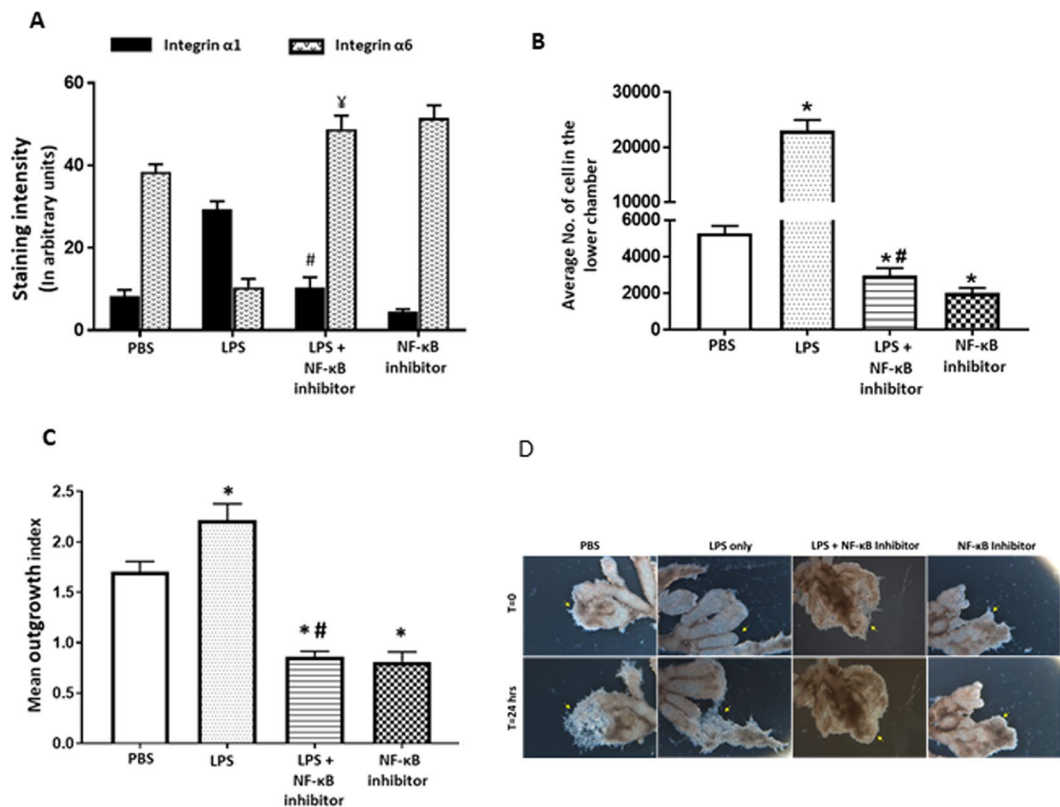 A
Integrin α1
Integrin α6
Staining intensity
(In arbitrary units)
60
40
20
0
#
¥
PBS
LPS
LPS +
NF-κB
inhibitor
NF-κB
inhibitor
B
Average No. of cell in the
lower chamber
30000
20000
10000
6000
4000
2000
0
*
*#
*
PBS
LPS
LPS +
NF-κB
inhibitor
NF-κB
inhibitor
C
Mean outgrowth index
2.5
2.0
1.5
1.0
0.5
0.0
*
*#
*
PBS
LPS
LPS +
NF-κB
inhibitor
NF-κB
inhibitor
D
PBS
LPS only
LPS + NF-κB Inhibitor
NF-κB Inhibitor
T=0
T=24 hrs